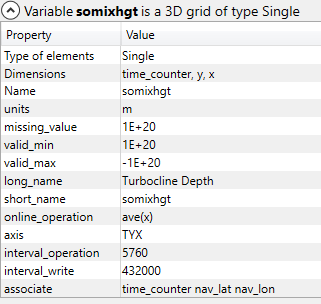 Variable somixhgt is a 3D grid of type Single
Property Value
Type of elements Single
Dimensions time_counter, y, x
Name somixhgt
units m
missing_value 1E+20
valid_min 1E+20
valid_max -1E+20
long_name Turbocline Depth
short_name somixhgt
online_operation ave(x)
axis TYX
interval_operation 5760
interval_write 432000
associate time_counter nav_lat nav_lon